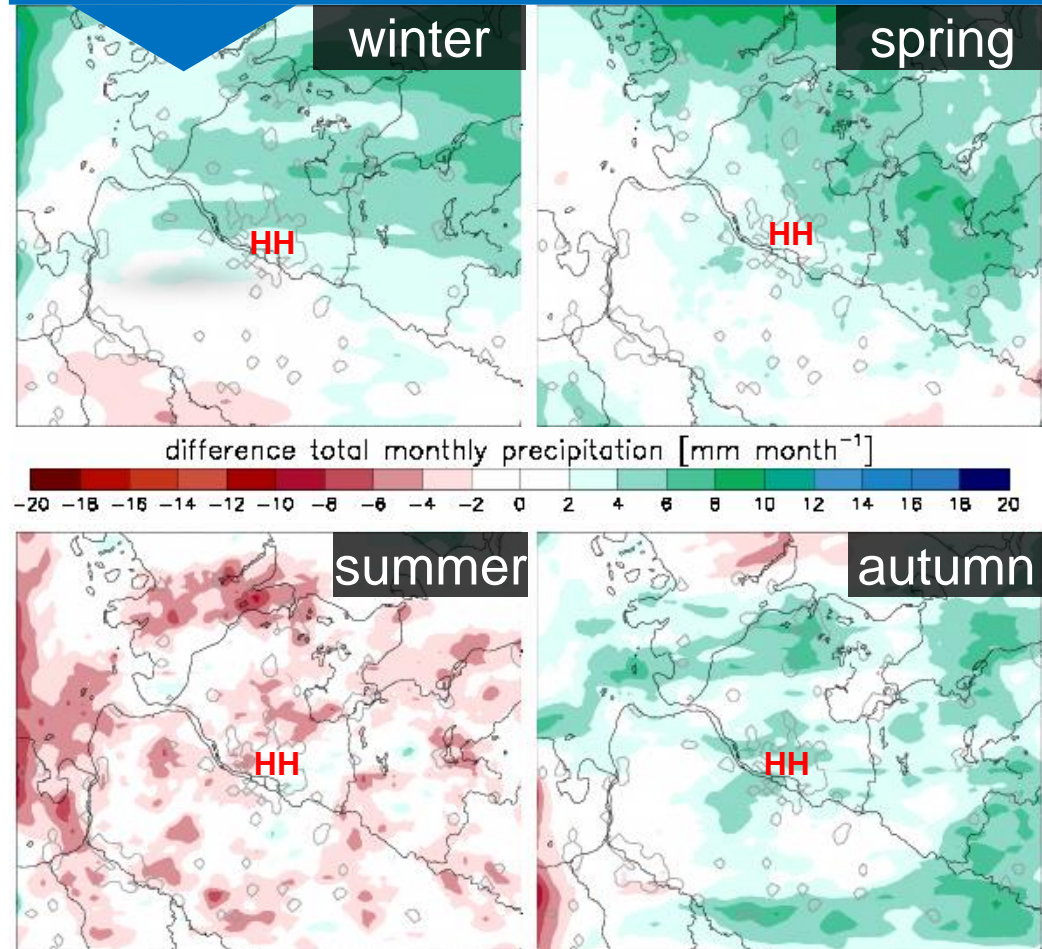 winter
spring
HH
HH
difference total monthly precipitation [mm month⁻¹]
-20 -18 -16 -14 -12 -10 -8 -6 -4 -2 0 2 4 6 8 10 12 14 16 18 20
summer
autumn
HH
HH